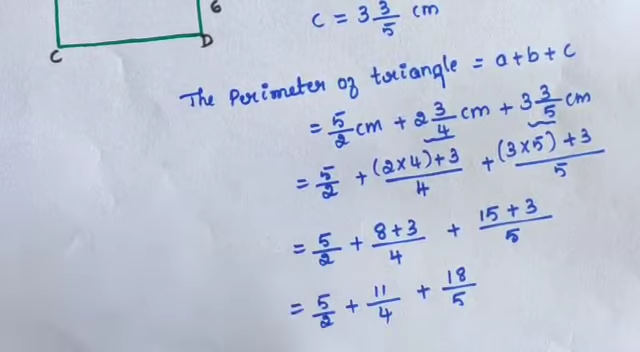 6
C = 3 3/5 cm
C
D
The Perimeter of triangle = a+b+c
= 5/2 cm + 2 3/4 cm + 3 3/5 cm
= 5/2 + (2×4)+3/4 + (3×5)+3/5
= 5/2 + 8+3/4 + 15+3/5
= 5/2 + 11/4 + 18/5